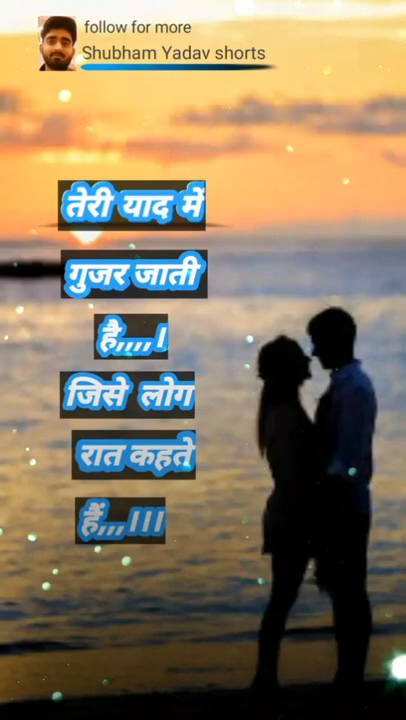 follow for more
Shubham Yadav shorts
तेरी याद में
गुजर जाती
है,,,,।
जिसे लोग
रात कहते
हैं,,,।।।